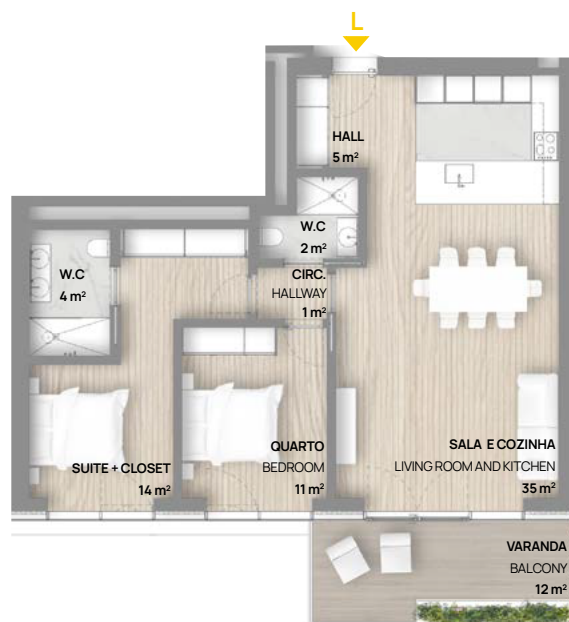 L
HALL
5 m²
W.C
2 m²
W.C
4 m²
CIRC.
HALLWAY
1 m²
SUITE + CLOSET
14 m²
QUARTO
BEDROOM
11 m²
SALA E COZINHA
LIVING ROOM AND KITCHEN
35 m²
VARANDA
BALCONY
12 m²